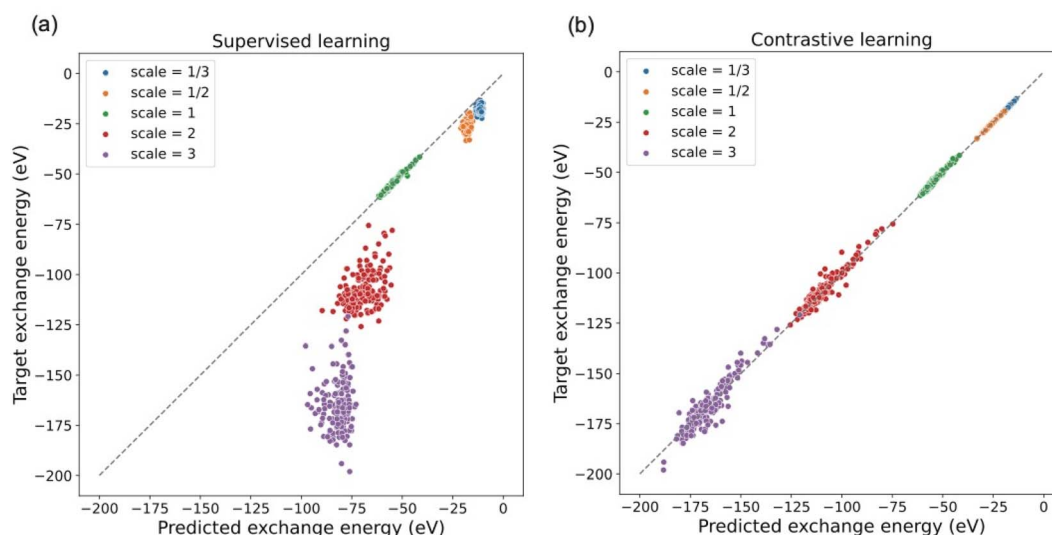 (a)
Supervised learning
scale = 1/3
scale = 1/2
scale = 1
scale = 2
scale = 3
Target exchange energy (eV)
0
−25
−50
−75
−100
−125
−150
−175
−200
−200 −175 −150 −125 −100 −75 −50 −25 0
Predicted exchange energy (eV)
(b)
Contrastive learning
scale = 1/3
scale = 1/2
scale = 1
scale = 2
scale = 3
Target exchange energy (eV)
0
−25
−50
−75
−100
−125
−150
−175
−200
−200 −175 −150 −125 −100 −75 −50 −25 0
Predicted exchange energy (eV)